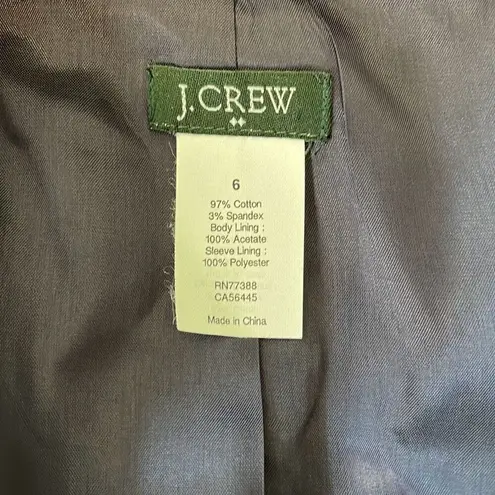 J.CREW
6
97% Cotton
3% Spandex
Body Lining :
100% Acetate
Sleeve Lining :
100% Polyester
RN77388
CA56445
Made in China